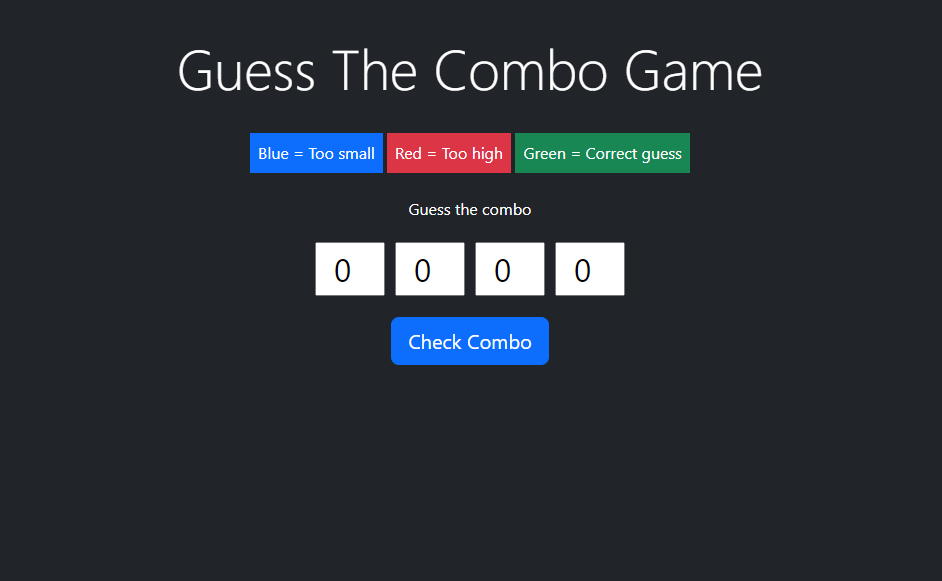 Guess The Combo Game
Blue = Too small Red = Too high Green = Correct guess
Guess the combo
0 0 0 0
Check Combo